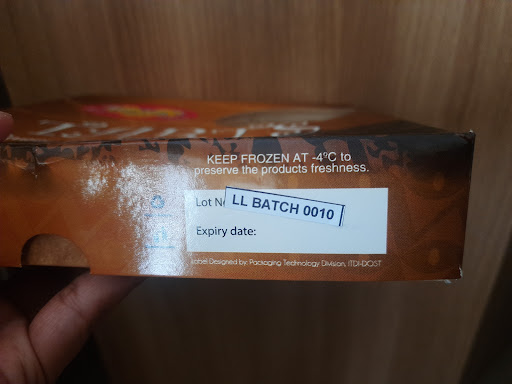 KEEP FROZEN AT -4°C to
preserve the products freshness.
Lot
LL BATCH 0010
Expiry date:
Designed by: Packaging Technology Division, ITDI-DOST